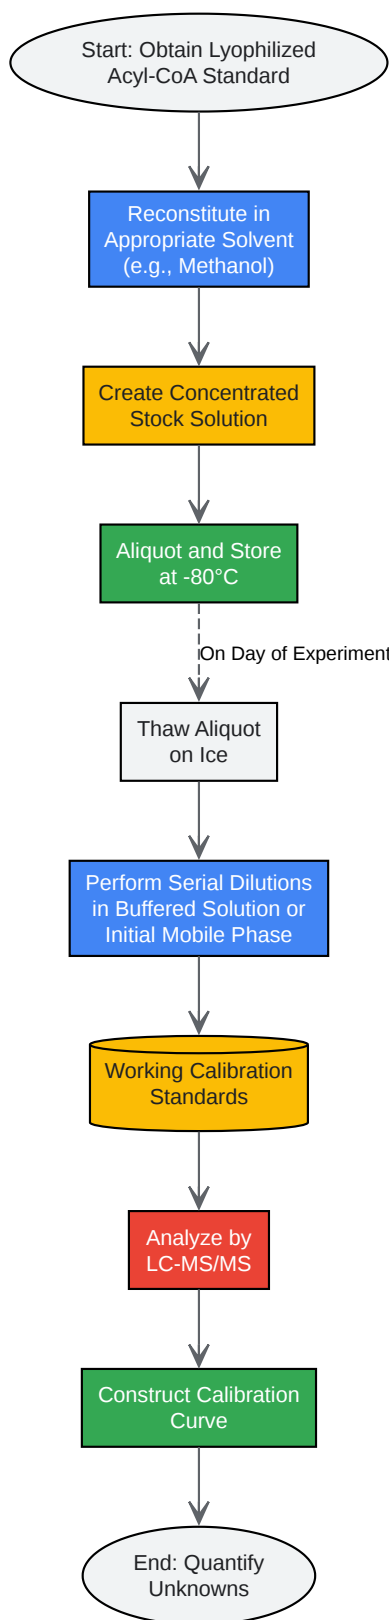 Start: Obtain Lyophilized
Acyl-CoA Standard
Reconstitute in
Appropriate Solvent
(e.g., Methanol)
Create Concentrated
Stock Solution
Aliquot and Store
at -80°C
On Day of Experiment
Thaw Aliquot
on Ice
Perform Serial Dilutions
in Buffered Solution or
Initial Mobile Phase
Working Calibration
Standards
Analyze by
LC-MS/MS
Construct Calibration
Curve
End: Quantify
Unknowns